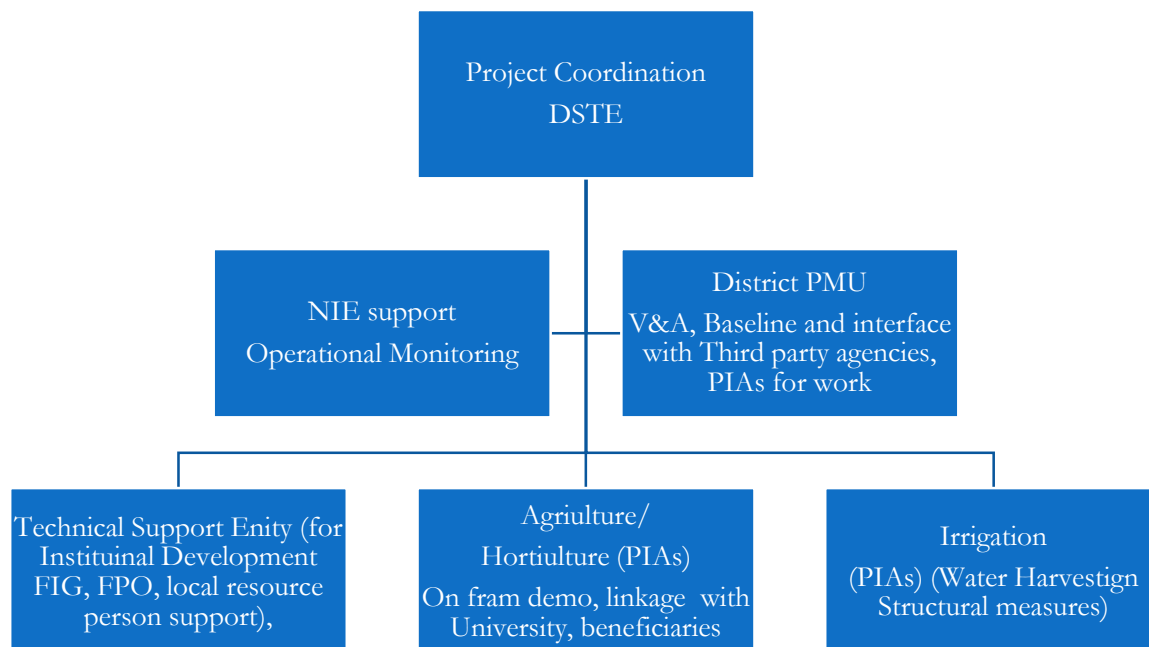 Project Coordination
DSTE
NIE support
Operational Monitoring
District PMU
V&A, Baseline and interface
with Third party agencies,
PIAs for work
Technical Support Enity (for
Instituinal Development
FIG, FPO, local resource
person support),
Agriulture/
Hortiulture (PIAs)
On fram demo, linkage with
University, beneficiaries
Irrigation
(PIAs) (Water Harvestign
Structural measures)